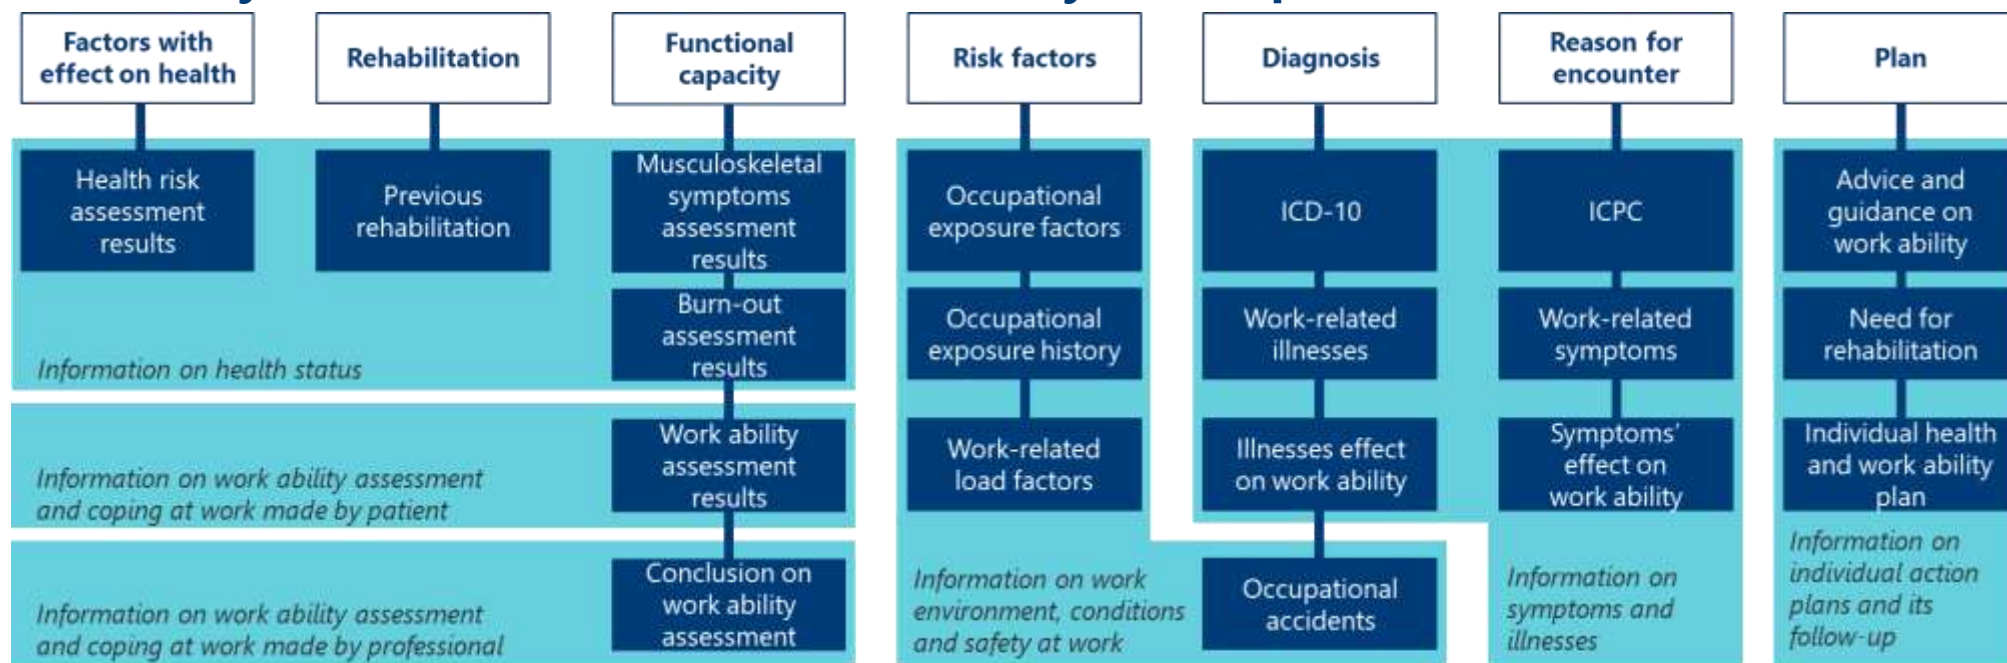 Factors with
effect on health
Rehabilitation
Functional
capacity
Risk factors
Diagnosis
Reason for
encounter
Plan
Health risk
assessment
results
Previous
rehabilitation
Musculoskeletal
symptoms
assessment
results
Occupational
exposure factors
ICD-10
ICPC
Advice and
guidance on
work ability
Burn-out
assessment
results
Occupational
exposure history
Work-related
illnesses
Work-related
symptoms
Need for
rehabilitation
Information on health status
Work ability
assessment
results
Work-related
load factors
Illnesses effect
on work ability
Symptoms'
effect on
work ability
Individual health
and work ability
plan
Information on work ability assessment
and coping at work made by patient
Conclusion on
work ability
assessment
Information on work ability assessment
and coping at work made by professional
Information on work
environment, conditions
and safety at work
Occupational
accidents
Information on
symptoms and
illnesses
Information on
individual action
plans and its
follow-up